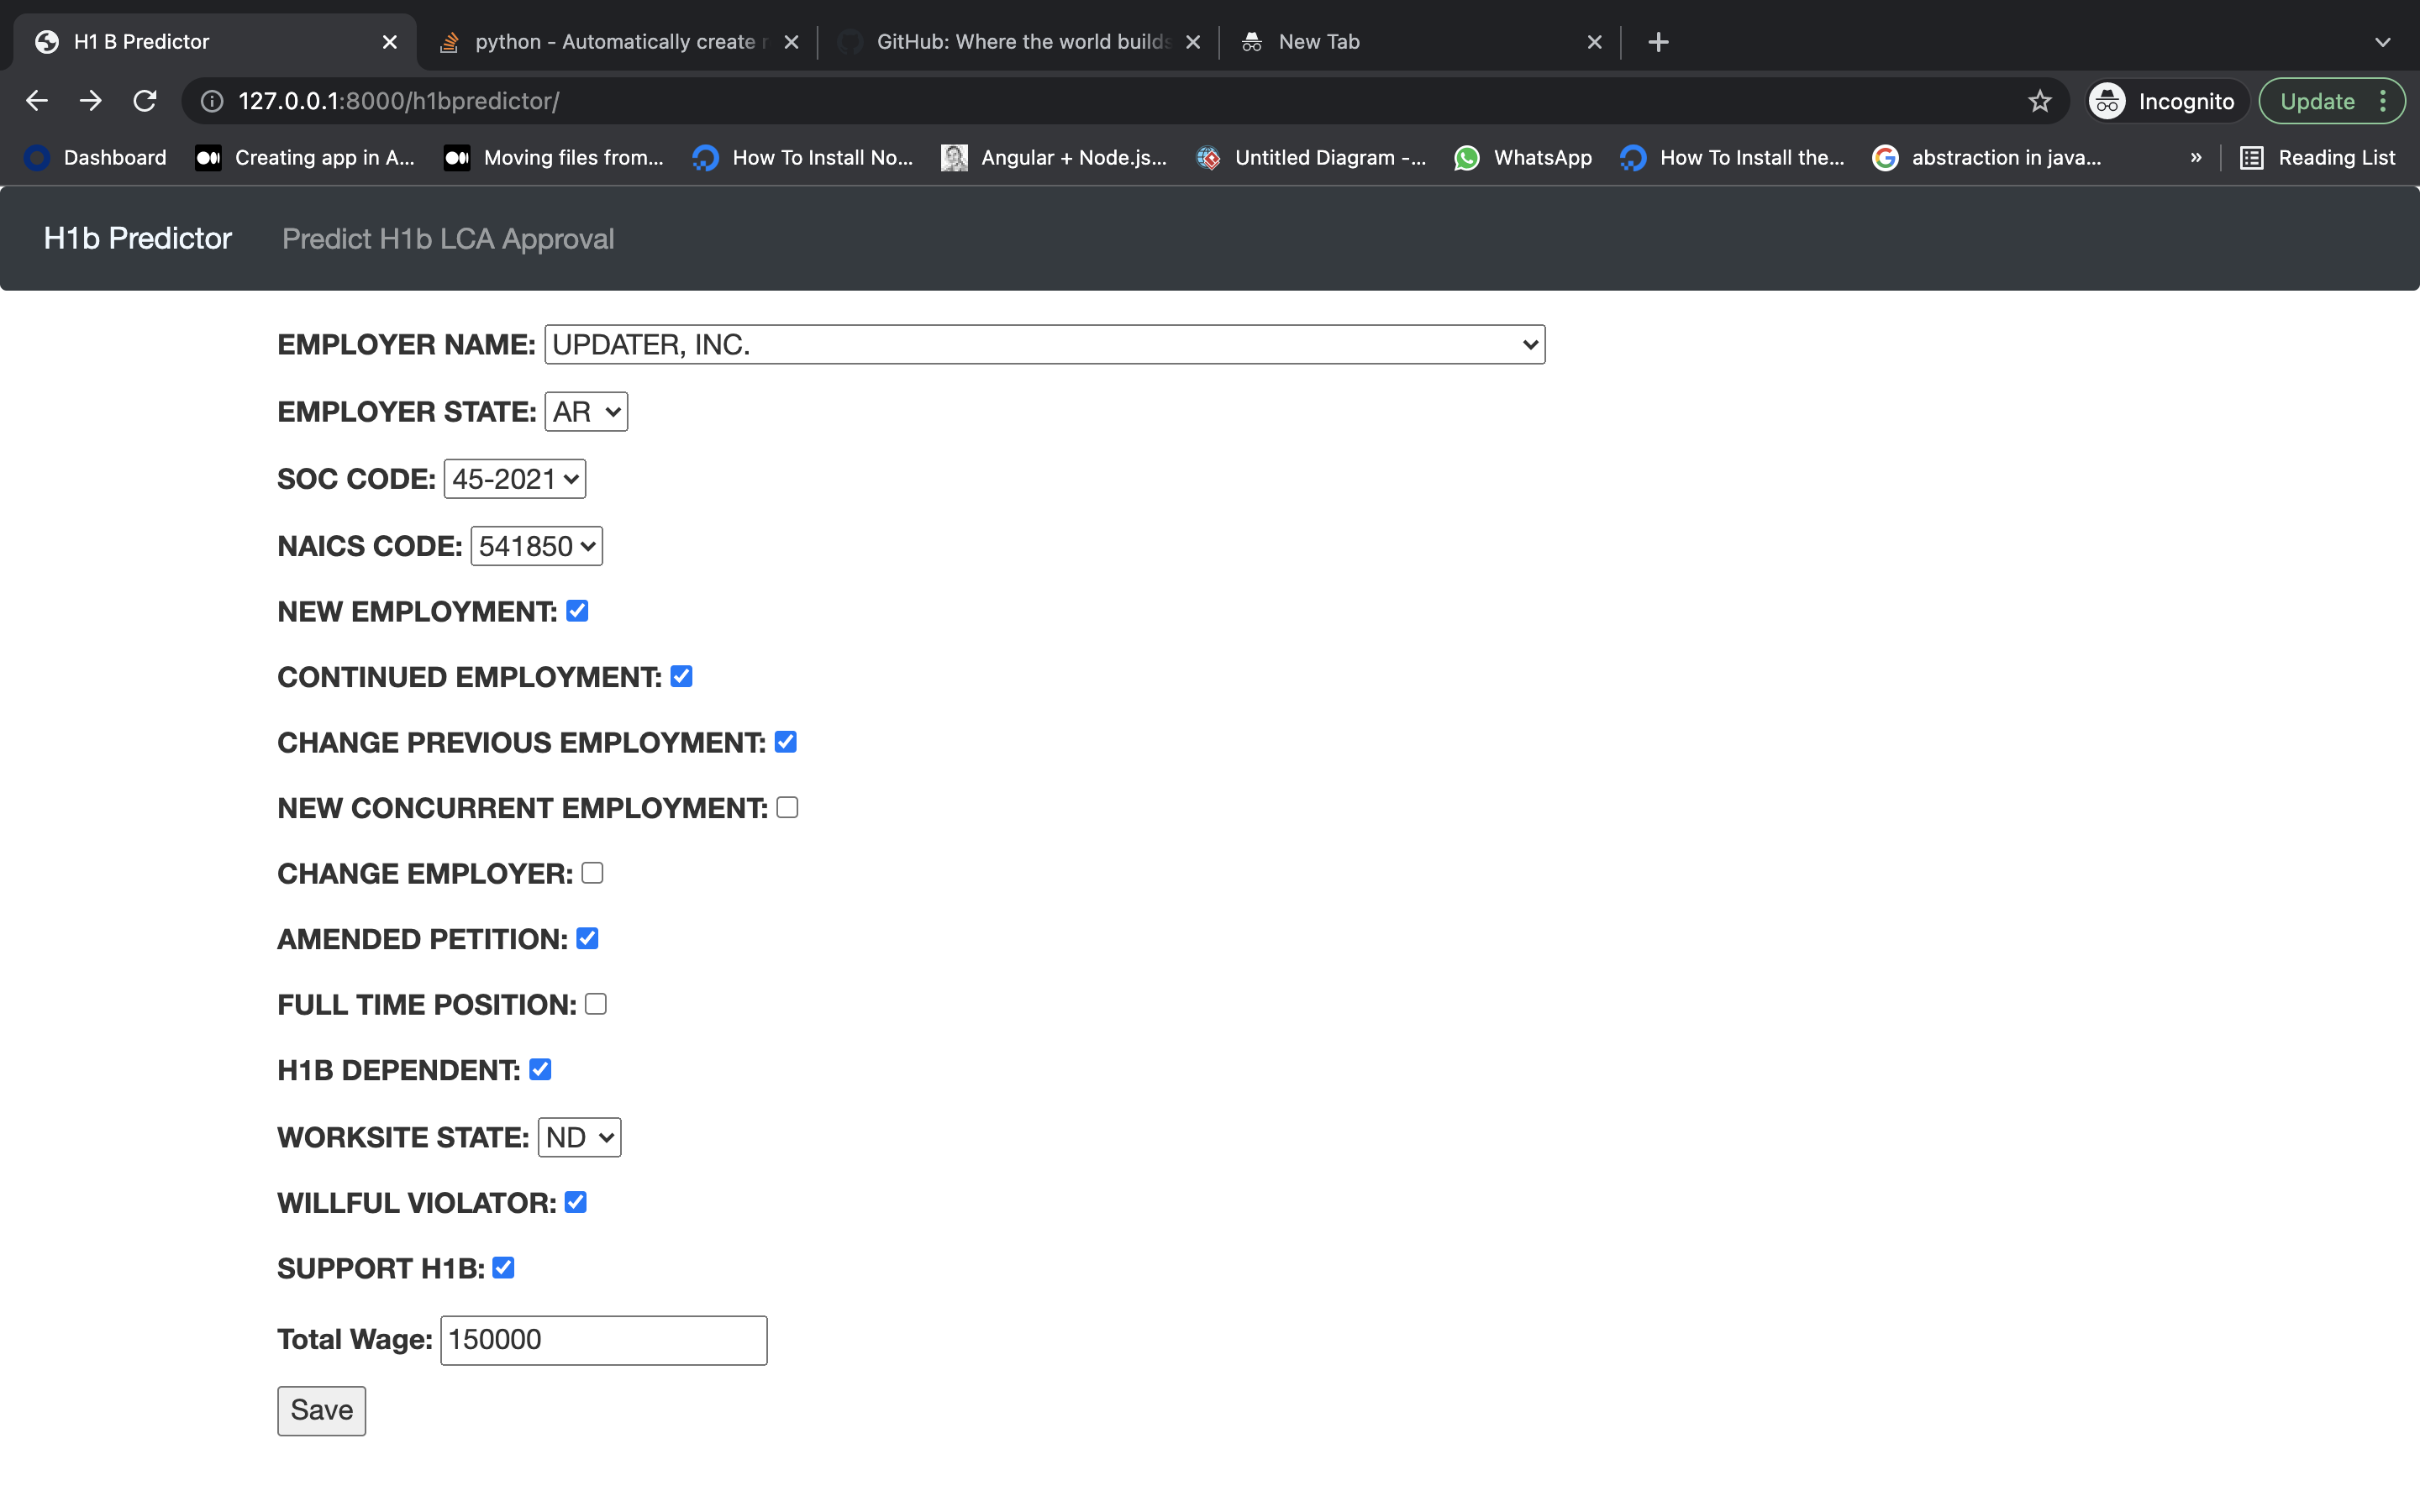 H1 B Predictor
python - Automatically create
GitHub: Where the world builds
New Tab
127.0.0.1:8000/h1bpredictor/
Incognito
Update
Dashboard
Creating app in A...
Moving files from...
How To Install No...
Angular + Node.js...
Untitled Diagram -...
WhatsApp
How To Install the...
abstraction in java...
»
Reading List
H1b Predictor Predict H1b LCA Approval
EMPLOYER NAME: UPDATER, INC.
EMPLOYER STATE: AR
SOC CODE: 45-2021
NAICS CODE: 541850
NEW EMPLOYMENT:
CONTINUED EMPLOYMENT:
CHANGE PREVIOUS EMPLOYMENT:
NEW CONCURRENT EMPLOYMENT:
CHANGE EMPLOYER:
AMENDED PETITION:
FULL TIME POSITION:
H1B DEPENDENT:
WORKSITE STATE: ND
WILLFUL VIOLATOR:
SUPPORT H1B:
Total Wage: 150000
Save